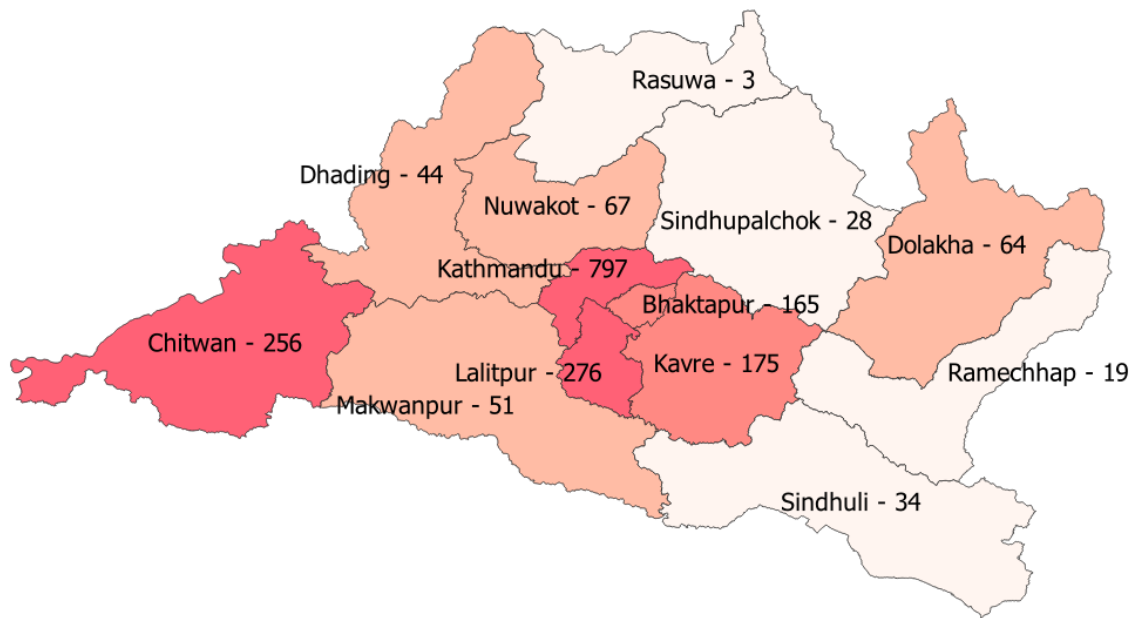 Rasuwa - 3
Dhading - 44
Nuwakot - 67
Sindhupalchok - 28
Dolakha - 64
Kathmandu - 797
Bhaktapur - 165
Chitwan - 256
Lalitpur - 276
Kavre - 175
Ramechhap - 19
Makwanpur - 51
Sindhuli - 34